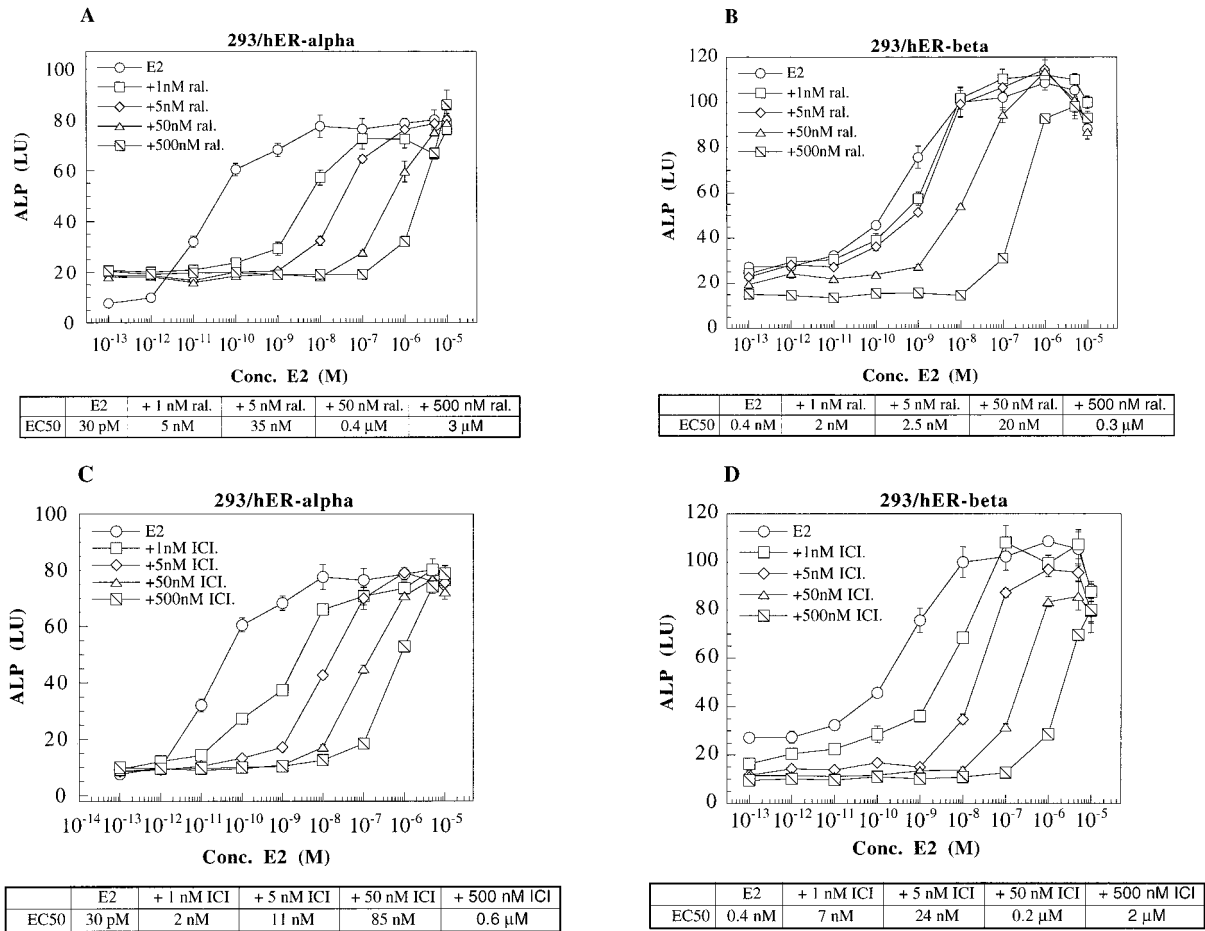 A
293/hER-alpha
100
80
60
40
20
0
ALP (LU)
E2
+1nM ral.
+5nM ral.
+50nM ral.
+500nM ral.
10-13 10-12 10-11 10-10 10-9 10-8 10-7 10-6 10-5
Conc. E2 (M)
E2 + 1 nM ral. + 5 nM ral. + 50 nM ral. + 500 nM ral.
EC50 30 pM 5 nM 35 nM 0.4 µM 3 µM
B
293/hER-beta
120
100
80
60
40
20
0
ALP (LU)
E2
+1nM ral.
+5nM ral.
+50nM ral.
+500nM ral.
10-13 10-12 10-11 10-10 10-9 10-8 10-7 10-6 10-5
Conc. E2 (M)
E2 + 1 nM ral. + 5 nM ral. + 50 nM ral. + 500 nM ral.
EC50 0.4 nM 2 nM 2.5 nM 20 nM 0.3 µM
C
293/hER-alpha
100
80
60
40
20
0
ALP (LU)
E2
+1nM ICI.
+5nM ICI.
+50nM ICI.
+500nM ICI.
10-14 10-13 10-12 10-11 10-10 10-9 10-8 10-7 10-6 10-5
Conc. E2 (M)
E2 + 1 nM ICI + 5 nM ICI + 50 nM ICI + 500 nM ICI
EC50 30 pM 2 nM 11 nM 85 nM 0.6 µM
D
293/hER-beta
120
100
80
60
40
20
0
ALP (LU)
E2
+1nM ICI.
+5nM ICI.
+50nM ICI.
+500nM ICI.
10-13 10-12 10-11 10-10 10-9 10-8 10-7 10-6 10-5
Conc. E2 (M)
E2 + 1 nM ICI + 5 nM ICI + 50 nM ICI + 500 nM ICI
EC50 0.4 nM 7 nM 24 nM 0.2 µM 2 µM